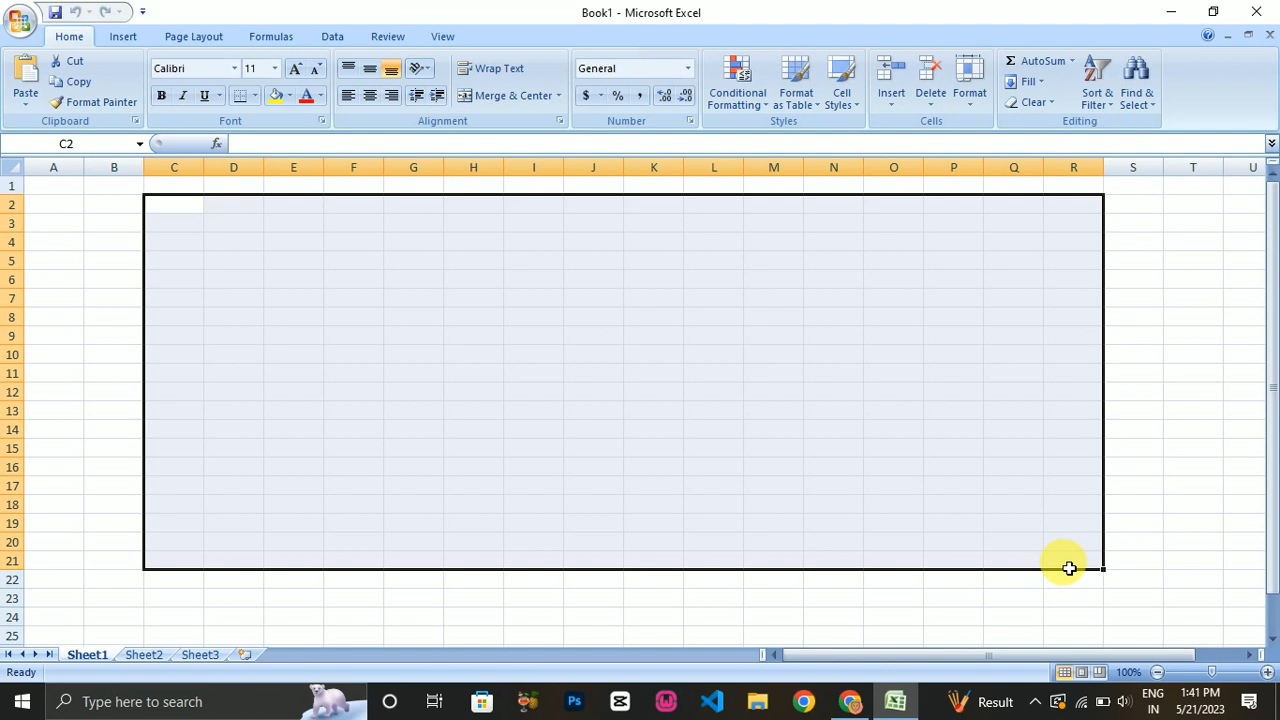 Book1 - Microsoft Excel
Home Insert Page Layout Formulas Data Review View
Paste
Cut
Copy
Format Painter
Clipboard
Calibri 11
B I U
Font
Wrap Text
Merge & Center
Alignment
General
$ % ,
Number
Conditional Formatting
Format as Table
Cell Styles
Styles
Insert
Delete
Format
Cells
Σ AutoSum
Fill
Clear
Sort & Filter
Find & Select
Editing
C2 fx
A B C D E F G H I J K L M N O P Q R S T U
1
2
3
4
5
6
7
8
9
10
11
12
13
14
15
16
17
18
19
20
21
22
23
24
25
Sheet1 Sheet2 Sheet3
Ready 100%
Type here to search
Ps
Result
ENG
IN
1:41 PM
5/21/2023